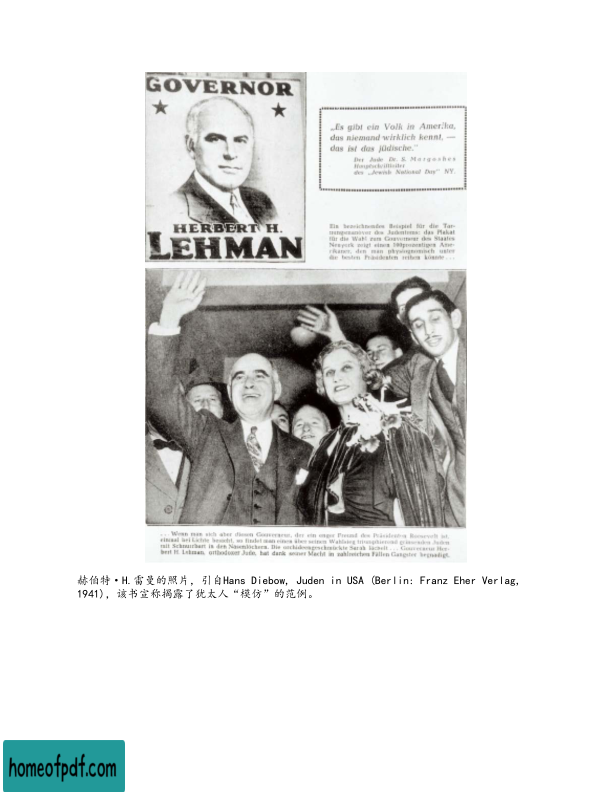 GOVERNOR
HERBERT H.
LEHMAN
„Es gibt ein Volk in Amerika,
das niemand wirklich kennt, —
das ist das jüdische."
Der Jude Dr. S. Margoshes
Hauptschriftleiter
des „Jewish National Day" NY.
Ein bezeichnendes Beispiel für die Tar-
nungsmanöver des Judentums: das Plakat
für die Wahl zum Gouverneur des Staates
Neuyork zeigt einen 100prozentigen Ame-
rikaner, den man physiognomisch unter
die besten Präsidenten reihen könnte . . .
. . . Wenn man sich aber diesen Gouverneur, der ein enger Freund des Präsidenten Roosevelt ist,
einmal bei Lichte besieht, so findet man einen über seinen Wahlsieg triumphierend grinsenden Juden
mit Schmurbart in den Nasenlöchern. Die orchideengeschmückte Sarah lächelt . . . Gouverneur Her-
bert H. Lehman, orthodoxer Jude, hat dank seiner Macht in zahlreichen Fällen Gangster begnadigt.
赫伯特·H.雷曼的照片，引自Hans Diebow, Juden in USA (Berlin: Franz Eher Verlag,
1941)，该书宣称揭露了犹太人“模仿”的范例。
homeofpdf.com